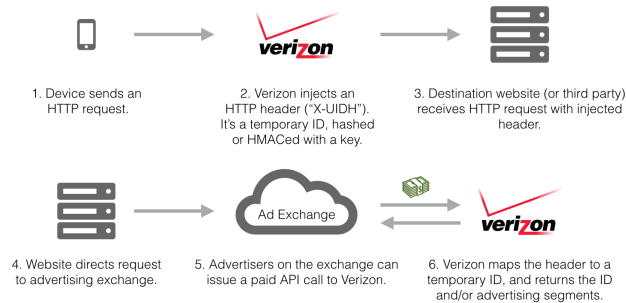 verizon
1. Device sends an
HTTP request.
2. Verizon injects an
HTTP header ("X-UIDH").
It's a temporary ID, hashed
or HMACed with a key.
3. Destination website (or third party)
receives HTTP request with injected
header.
Ad Exchange
verizon
4. Website directs request
to advertising exchange.
5. Advertisers on the exchange can
issue a paid API call to Verizon.
6. Verizon maps the header to a
temporary ID, and returns the ID
and/or advertising segments.